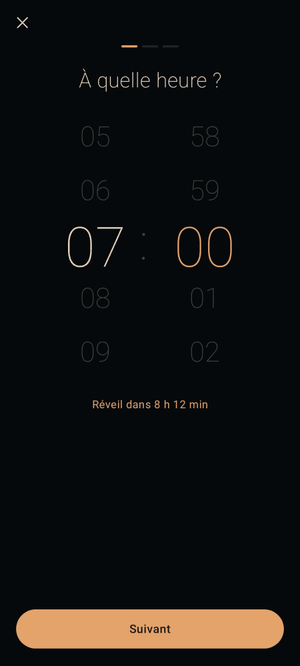 À quelle heure ?
05 58
06 59
07 : 00
08 01
09 02
Réveil dans 8 h 12 min
Suivant